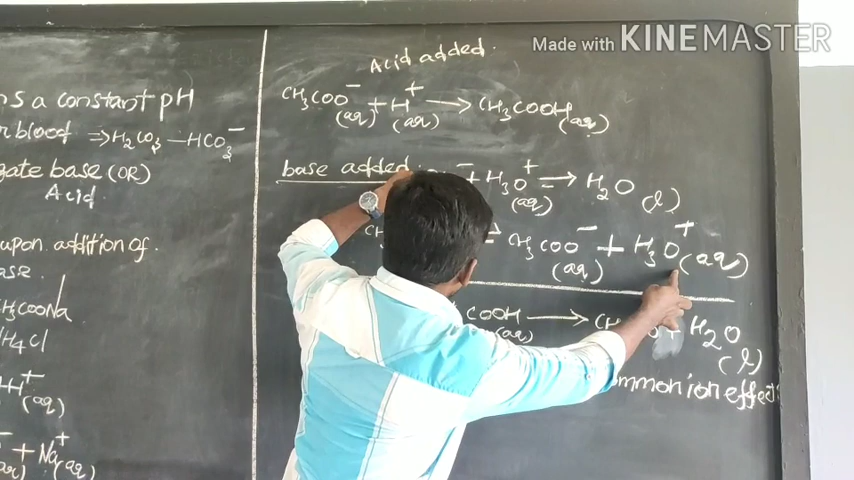 Made with KINEMASTER
ns a constant pH
r blood ⇒ H₂CO₃ — HCO₃⁻
gate base (OR)
Acid
upon addition of
ase.
H₃COONa
H₄Cl
H⁺(aq)
+ Na⁺(aq)
Acid added.
CH₃COO⁻(aq) + H⁺(aq) → CH₃COOH(aq)
base added:- ⁻ + H₃O⁺(aq) = → H₂O(l)
CH₃COO⁻(aq) + H₃O⁺(aq)
COOH(aq) → + H₂O(l)
mmon ion effect